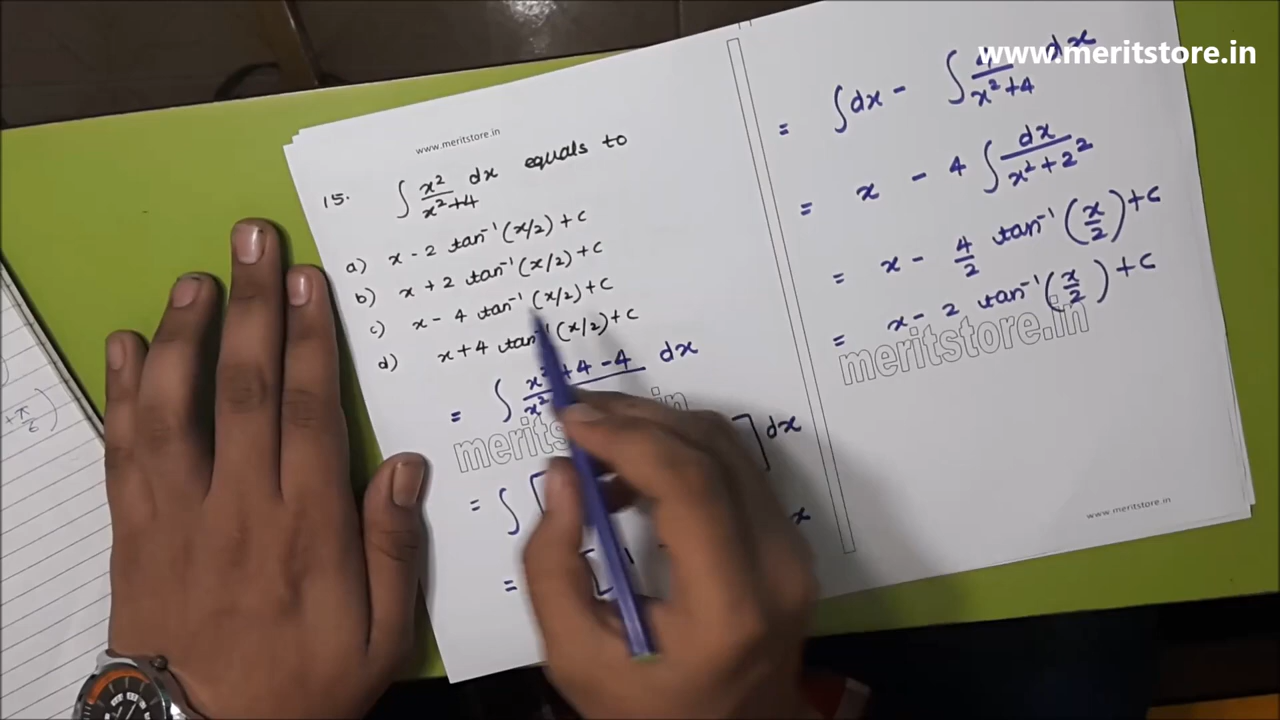 www.meritstore.in
www.meritstore.in
15. ∫ x²/x²+4 dx equals to
a) x - 2 tan⁻¹(x/2)+c
b) x + 2 tan⁻¹(x/2)+c
c) x - 4 tan⁻¹(x/2)+c
d) x + 4 tan⁻¹(x/2)+c
= ∫ x²+4-4/x² dx
meritstore.in
= ∫ [ ] dx
= [ 1 x
= ∫dx - ∫ 4/x²+4 dx
= x - 4 ∫ dx/x²+2²
= x - 4/2 tan⁻¹(x/2)+c
= x - 2 tan⁻¹(x/2)+c
meritstore.in
www.meritstore.in
+π/6)